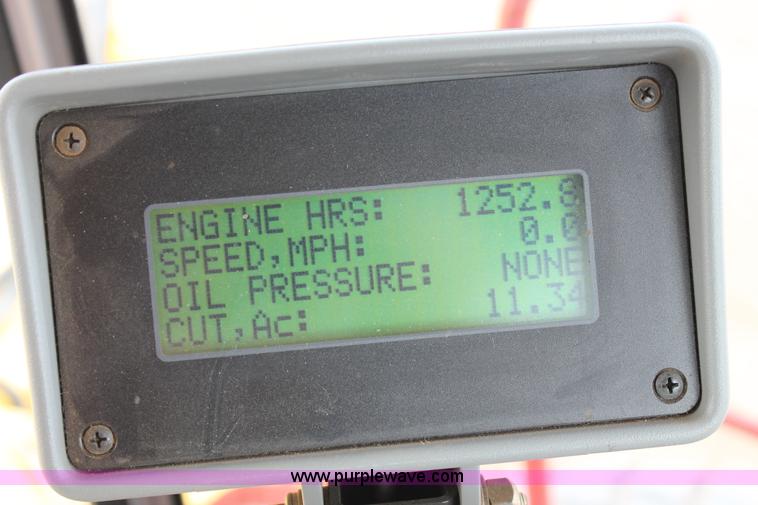 ENGINE HRS: 1252.8
SPEED,MPH: 0.0
OIL PRESSURE: NONE
CUT,Ac: 11.34
www.purplewave.com